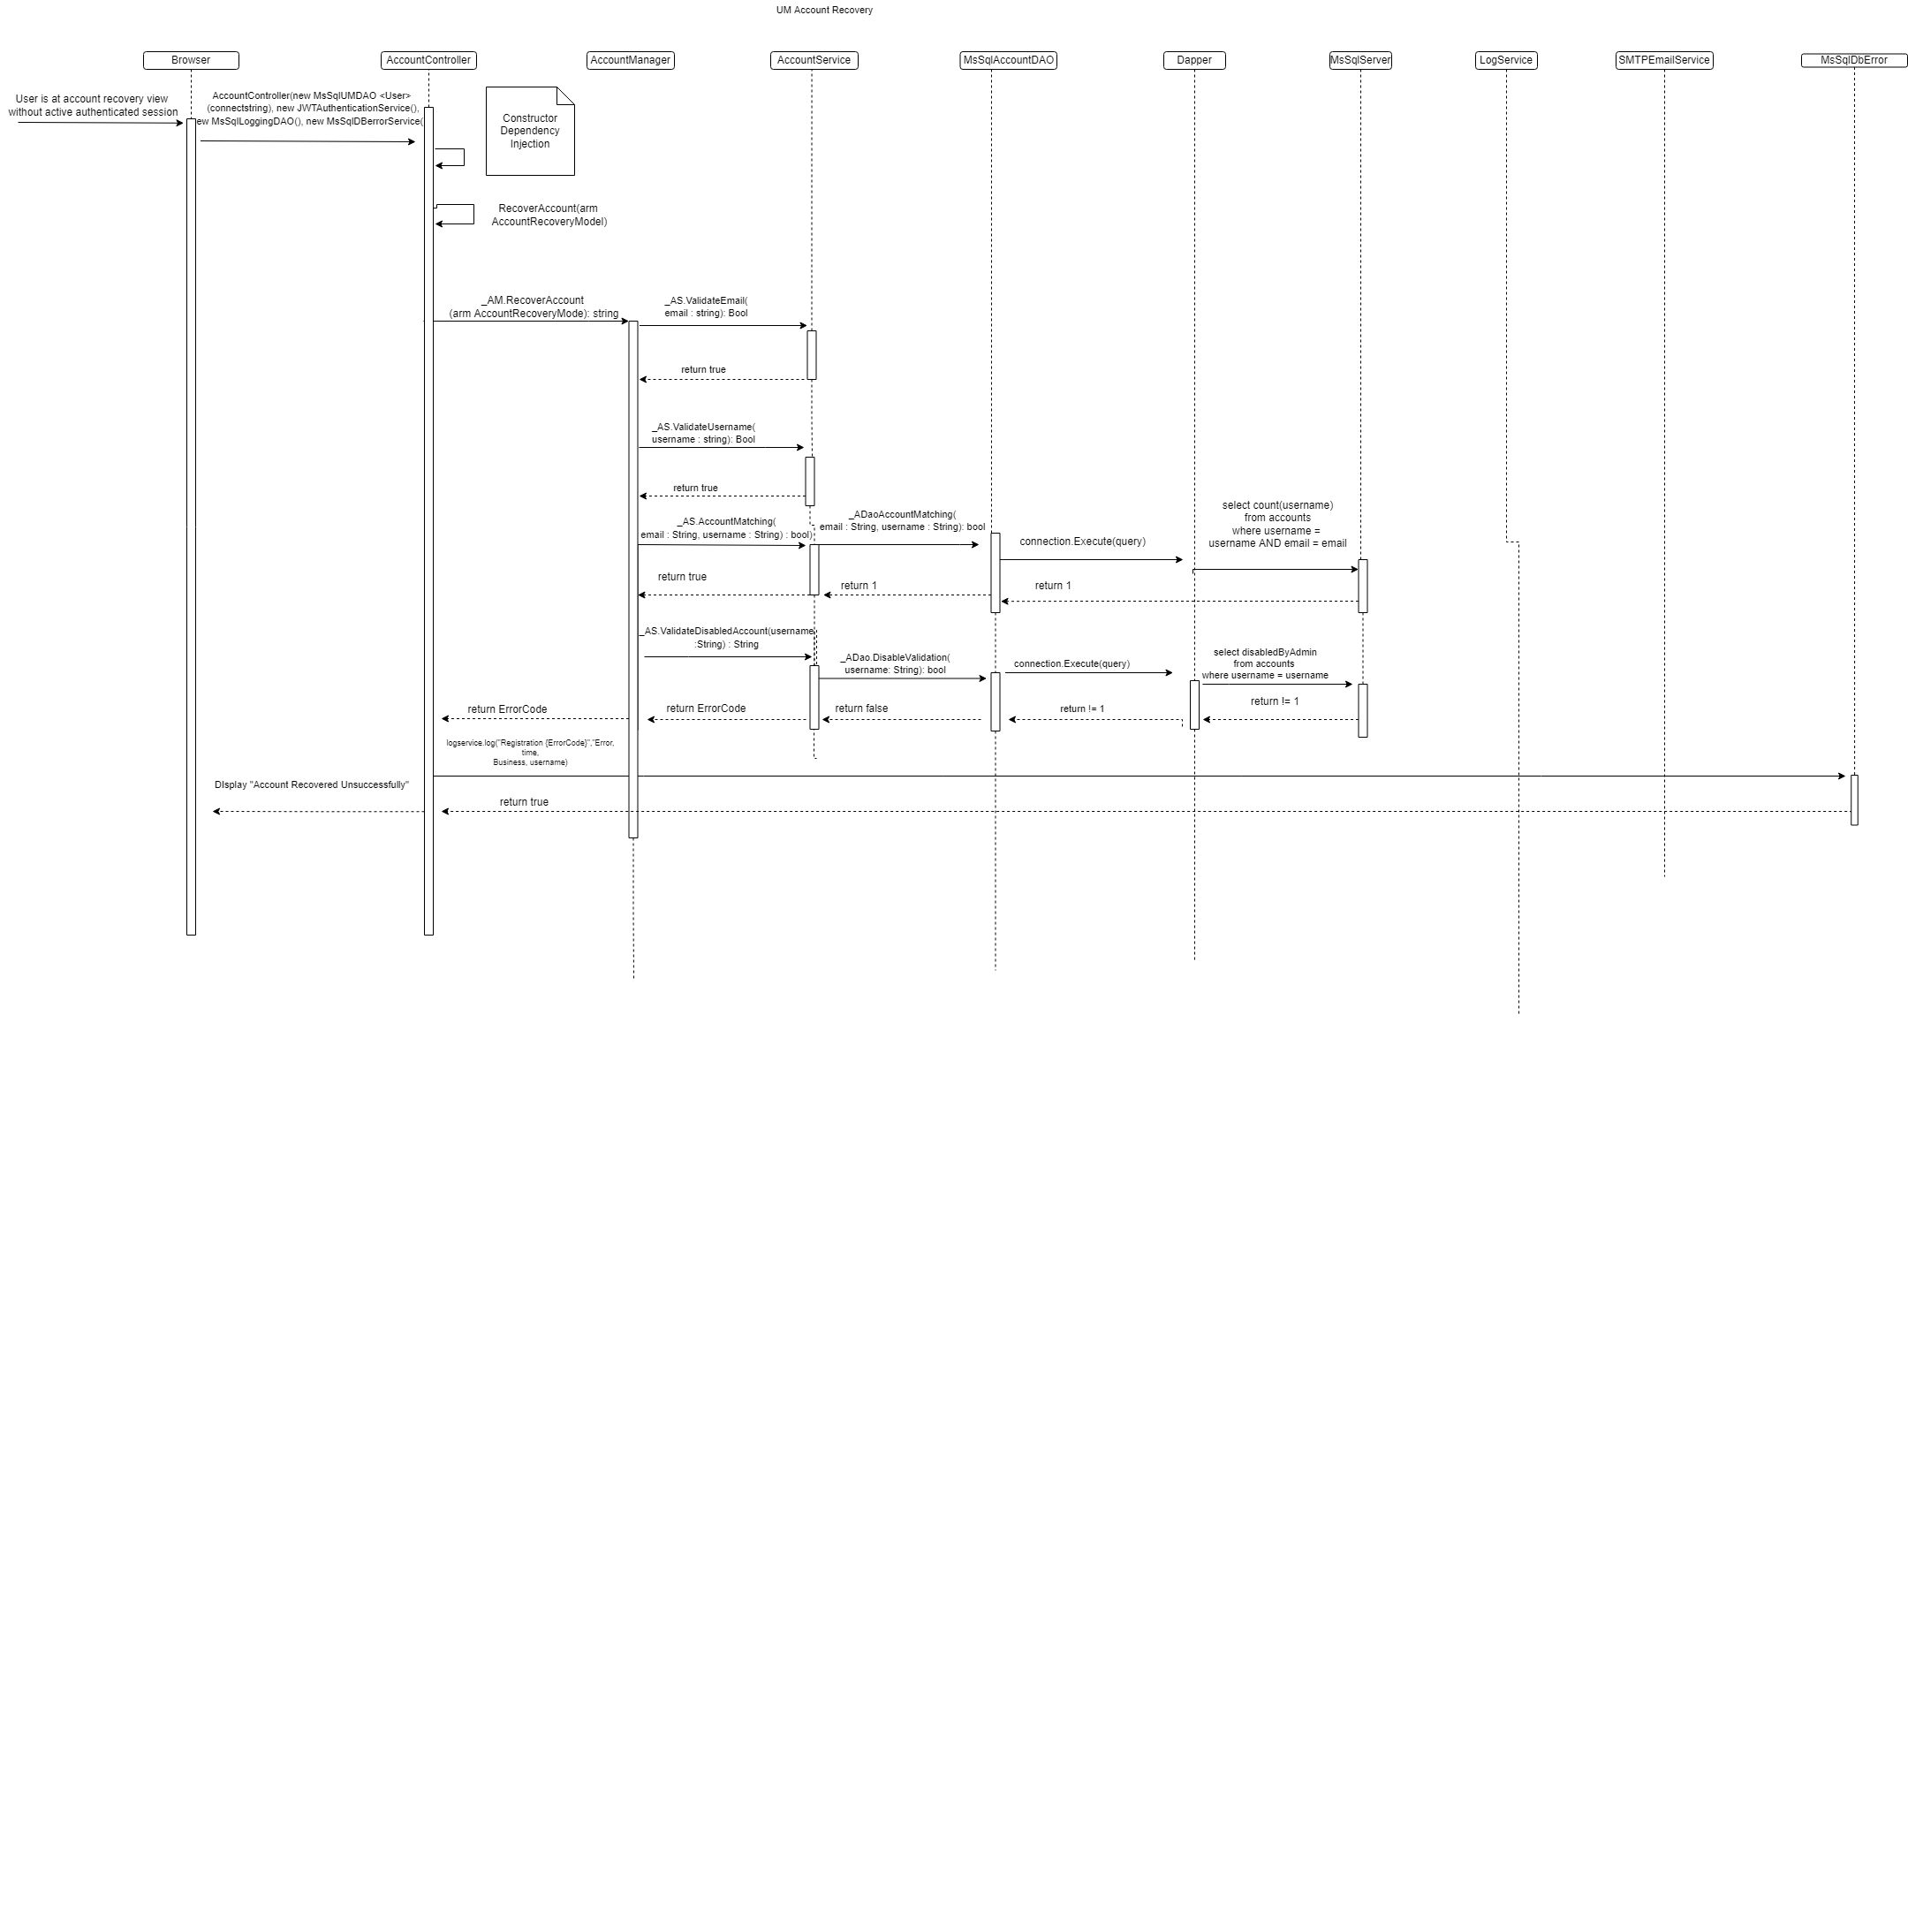 UM Account Recovery
Browser
AccountController
AccountManager
AccountService
MsSqlAccountDAO
Dapper
MsSqlServer
LogService
SMTPEmailService
MsSqlDbError
User is at account recovery view
without active authenticated session
AccountController(new MsSqlUMDAO <User>
(connectstring), new JWTAuthenticationService(),
ew MsSqlLoggingDAO(), new MsSqlDBerrorService(
Constructor
Dependency
Injection
RecoverAccount(arm
AccountRecoveryModel)
_AM.RecoverAccount
(arm AccountRecoveryMode): string
_AS.ValidateEmail(
email : string): Bool
return true
_AS.ValidateUsername(
username : string): Bool
return true
_AS.AccountMatching(
email : String, username : String) : bool)
_ADaoAccountMatching(
email : String, username : String): bool
connection.Execute(query)
select count(username)
from accounts
where username =
username AND email = email
return true
return 1
return 1
_AS.ValidateDisabledAccount(username
:String) : String
_ADao.DisableValidation(
username: String): bool
connection.Execute(query)
select disabledByAdmin
from accounts
where username = username
return ErrorCode
return ErrorCode
return false
return != 1
return != 1
logservice.log("Registration {ErrorCode}","Error,
time,
Business, username)
DIsplay "Account Recovered Unsuccessfully"
return true